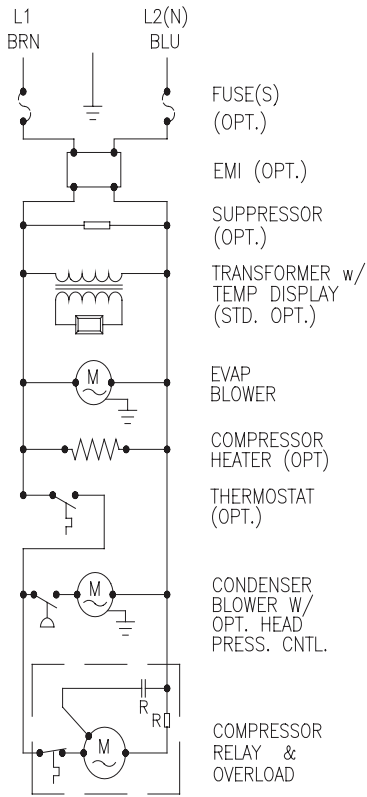 L1
BRN
L2(N)
BLU
FUSE(S)
(OPT.)
EMI (OPT.)
SUPPRESSOR
(OPT.)
TRANSFORMER w/
TEMP DISPLAY
(STD. OPT.)
M
EVAP
BLOWER
COMPRESSOR
HEATER (OPT)
THERMOSTAT
(OPT.)
M
CONDENSER
BLOWER W/
OPT. HEAD
PRESS. CNTL.
R
R
M
COMPRESSOR
RELAY &
OVERLOAD